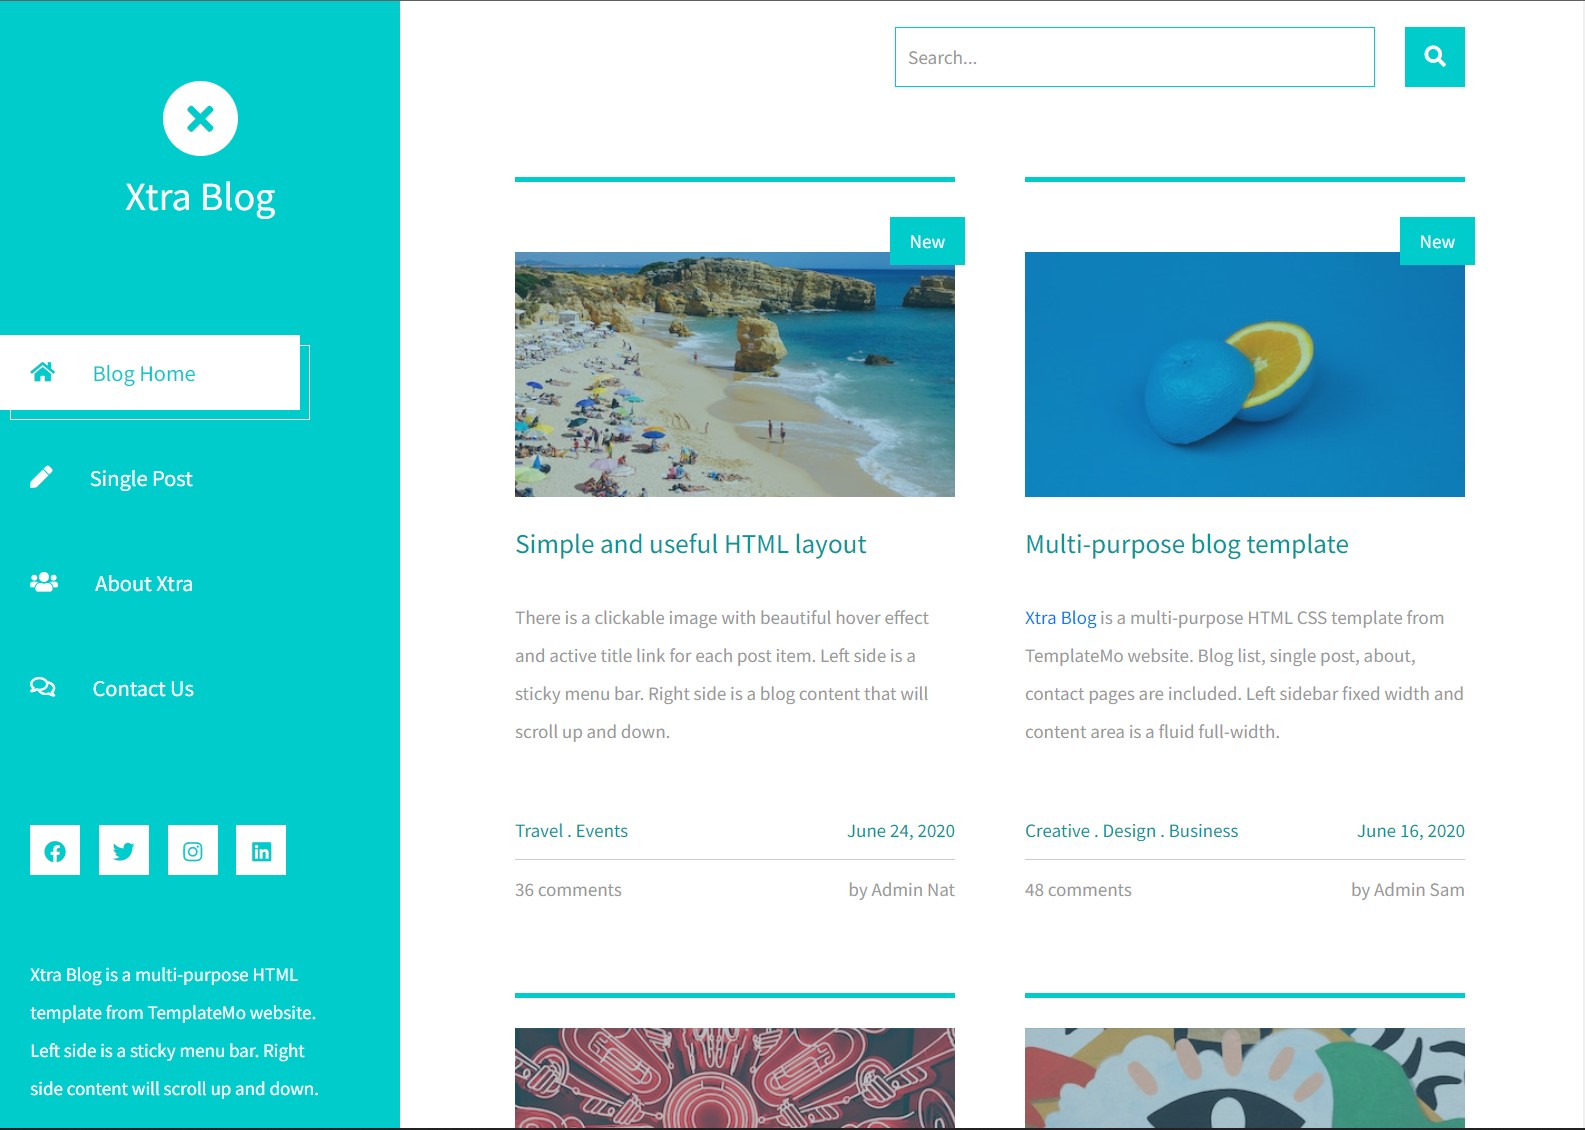 Search...
Xtra Blog
Blog Home
Single Post
About Xtra
Contact Us
Xtra Blog is a multi-purpose HTML
template from TemplateMo website.
Left side is a sticky menu bar. Right
side content will scroll up and down.
New
Simple and useful HTML layout
There is a clickable image with beautiful hover effect
and active title link for each post item. Left side is a
sticky menu bar. Right side is a blog content that will
scroll up and down.
Travel . Events June 24, 2020
36 comments by Admin Nat
New
Multi-purpose blog template
Xtra Blog is a multi-purpose HTML CSS template from
TemplateMo website. Blog list, single post, about,
contact pages are included. Left sidebar fixed width and
content area is a fluid full-width.
Creative . Design . Business June 16, 2020
48 comments by Admin Sam